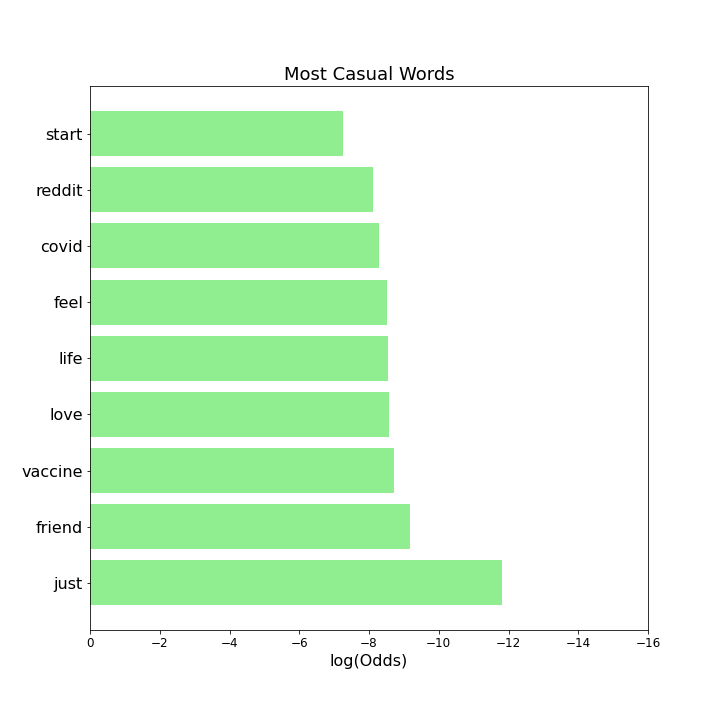 Most Casual Words
start
reddit
covid
feel
life
love
vaccine
friend
just
0 −2 −4 −6 −8 −10 −12 −14 −16
log(Odds)